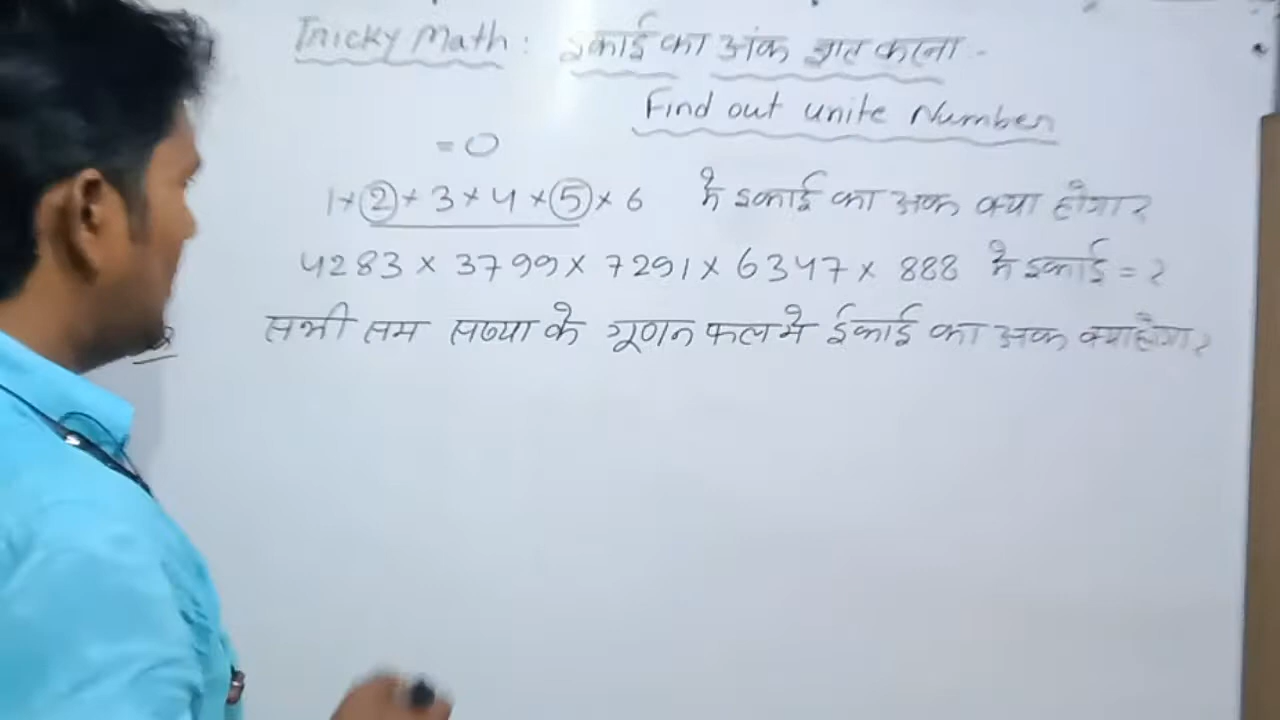 Tricky Math: इकाई का अंक ज्ञात करना -
Find out unite Number
= 0
1 × 2 × 3 × 4 × 5 × 6 मे इकाई का अंक क्या होगा ?
4283 × 3799 × 7291 × 6347 × 888 मे इकाई = ?
सभी सम सख्या के गूणन फल मे ईकाई का अंक क्या होगा ?